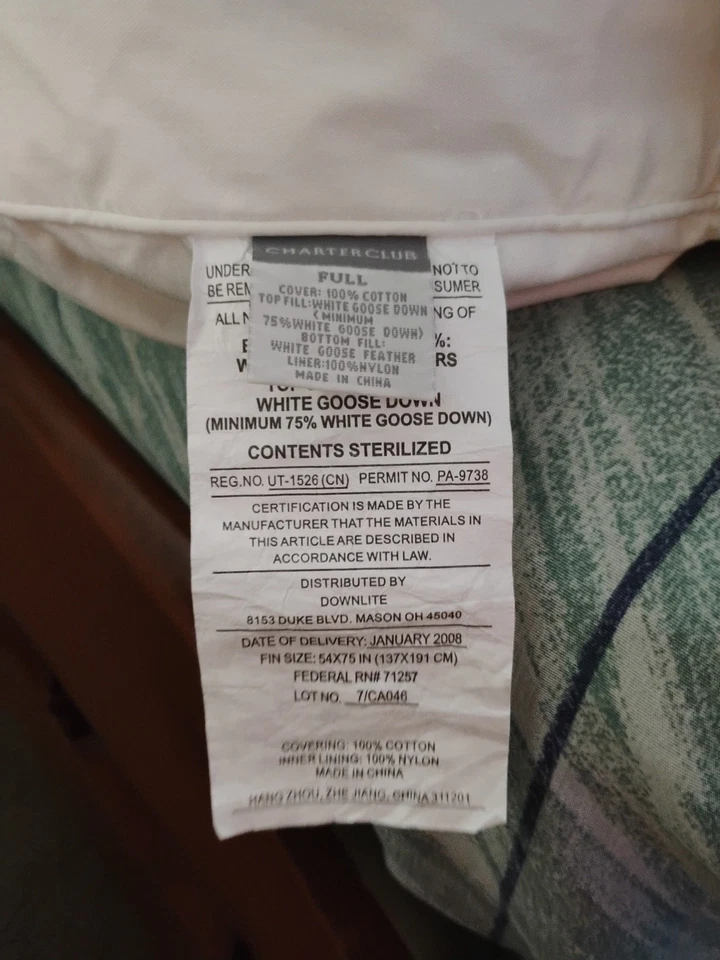 CHARTER CLUB
FULL
COVER: 100% COTTON
TOP FILL:WHITE GOOSE DOWN
(MINIMUM
75%WHITE GOOSE DOWN)
BOTTOM FILL:
WHITE GOOSE FEATHER
LINER:100%NYLON
MADE IN CHINA
UNDER NOT TO
BE REM SUMER
ALL N NG OF
%:
W RS
WHITE GOOSE DOWN
(MINIMUM 75% WHITE GOOSE DOWN)
CONTENTS STERILIZED
REG.NO. UT-1526 (CN) PERMIT NO. PA-9738
CERTIFICATION IS MADE BY THE
MANUFACTURER THAT THE MATERIALS IN
THIS ARTICLE ARE DESCRIBED IN
ACCORDANCE WITH LAW.
DISTRIBUTED BY
DOWNLITE
8153 DUKE BLVD. MASON OH 45040
DATE OF DELIVERY: JANUARY 2008
FIN SIZE: 54X75 IN (137X191 CM)
FEDERAL RN# 71257
LOT NO. 7/CA046
COVERING: 100% COTTON
INNER LINING: 100% NYLON
MADE IN CHINA
HANG ZHOU, ZHE JIANG, CHINA 311201